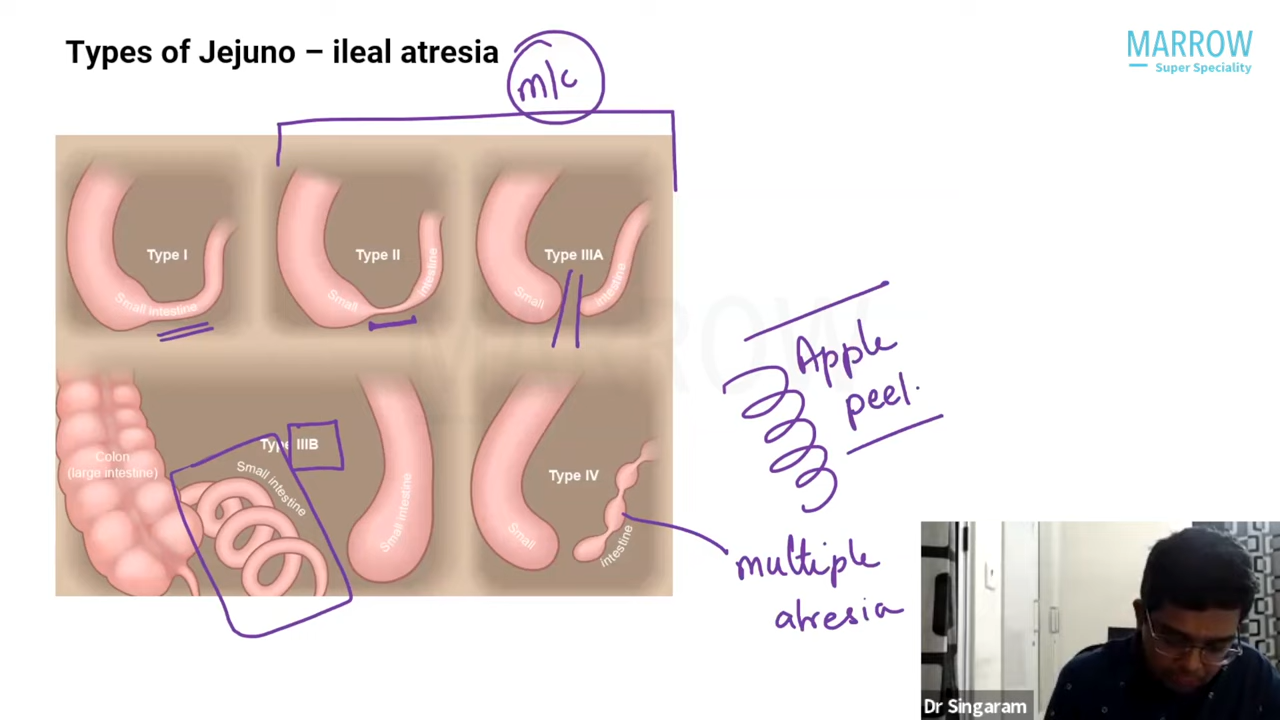 Types of Jejuno – ileal atresia
m/c
MARROW
Super Speciality
Type I
Small intestine
Type II
Small
intestine
Type IIIA
Small
intestine
Colon
(large intestine)
Type IIIB
Small intestine
Small intestine
Type IV
Small
intestine
Apple
peel.
multiple
atresia
MARROW
Dr Singaram